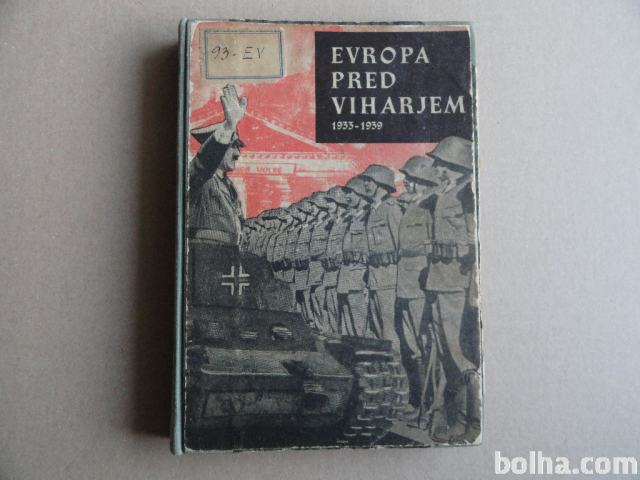 93-EV
EVROPA
PRED
VIHARJEM
1933-1939
bolha.com